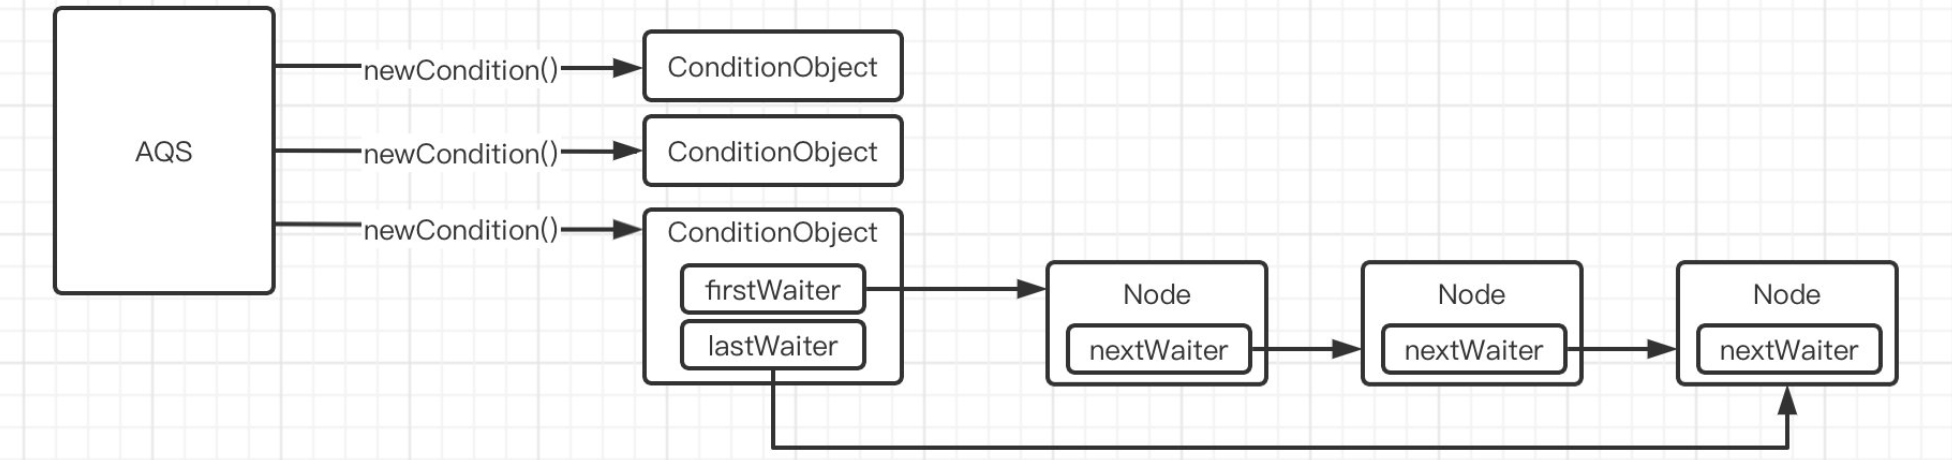 AQS
newCondition()
ConditionObject
newCondition()
ConditionObject
newCondition()
ConditionObject
firstWaiter
lastWaiter
Node
nextWaiter
Node
nextWaiter
Node
nextWaiter